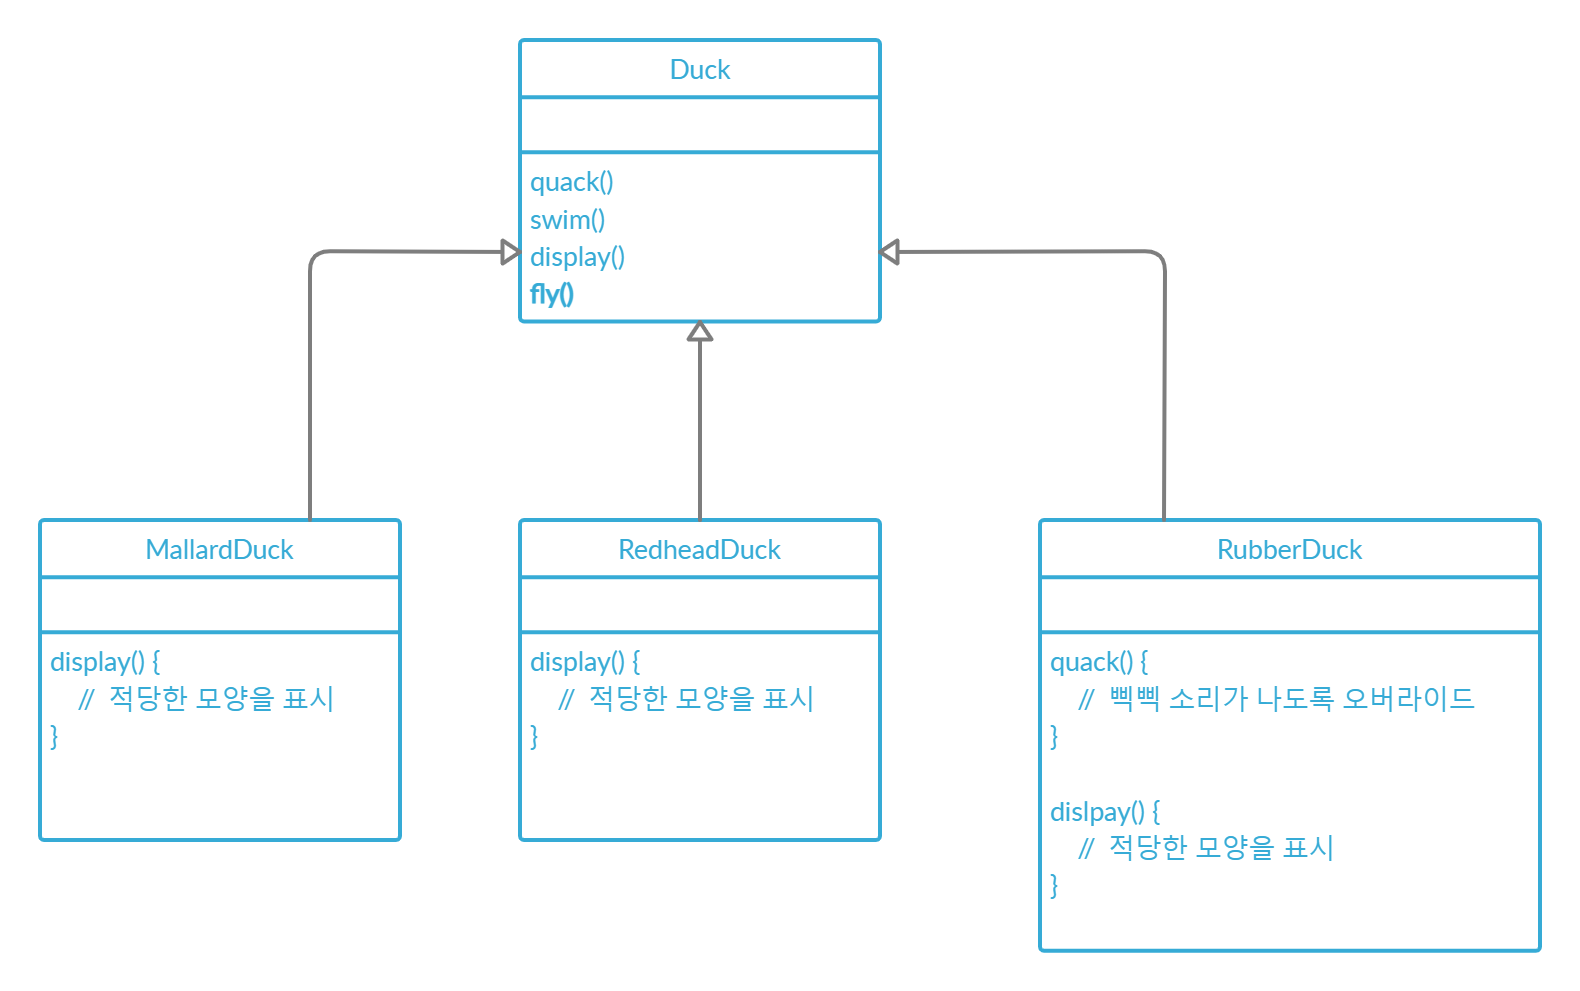 Duck
quack()
swim()
display()
fly()
MallardDuck
display() {
// 적당한 모양을 표시
}
RedheadDuck
display() {
// 적당한 모양을 표시
}
RubberDuck
quack() {
// 삑삑 소리가 나도록 오버라이드
}
dislpay() {
// 적당한 모양을 표시
}